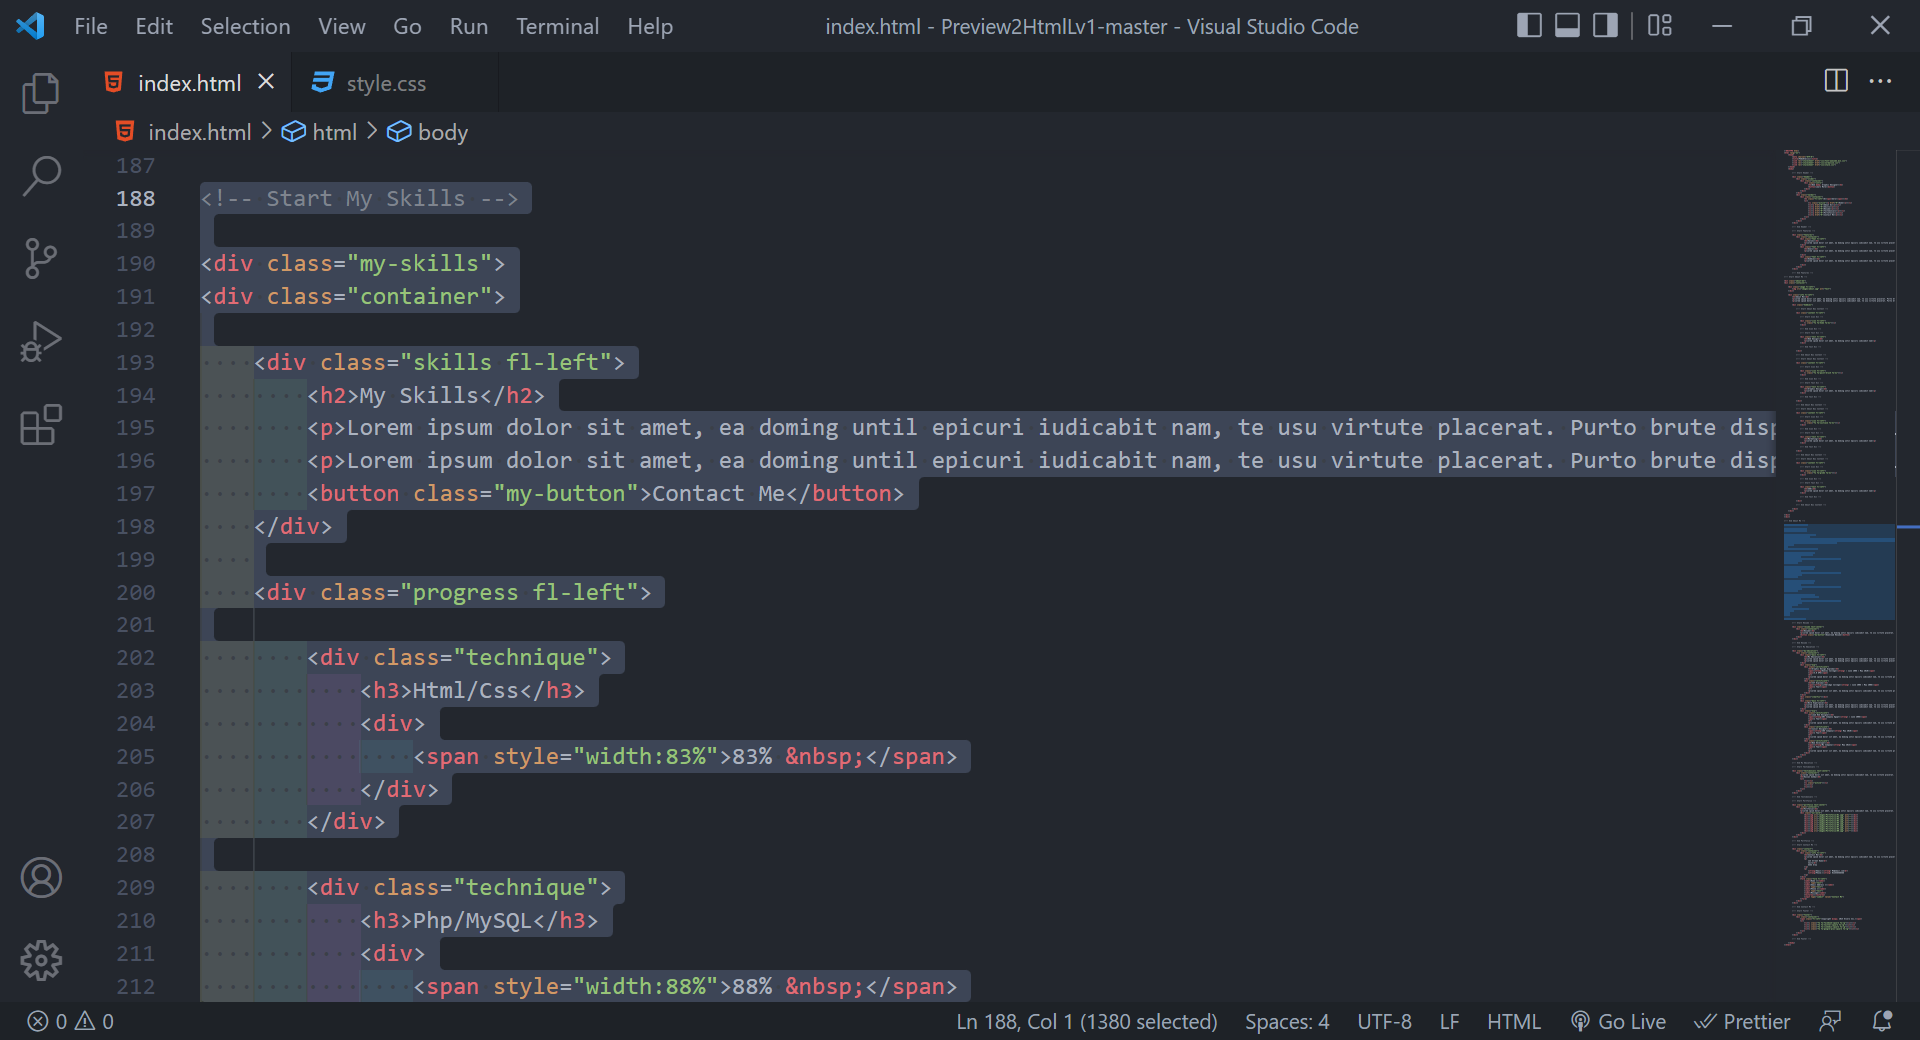 File Edit Selection View Go Run Terminal Help
index.html - Preview2HtmlLv1-master - Visual Studio Code
index.html style.css
index.html > html > body
187
188 <!-- Start My Skills -->
189
190 <div class="my-skills">
191 <div class="container">
192
193 <div class="skills fl-left">
194 <h2>My Skills</h2>
195 <p>Lorem ipsum dolor sit amet, ea doming until epicuri iudicabit nam, te usu virtute placerat. Purto brute disp
196 <p>Lorem ipsum dolor sit amet, ea doming until epicuri iudicabit nam, te usu virtute placerat. Purto brute disp
197 <button class="my-button">Contact Me</button>
198 </div>
199
200 <div class="progress fl-left">
201
202 <div class="technique">
203 <h3>Html/Css</h3>
204 <div>
205 <span style="width:83%">83% &nbsp;</span>
206 </div>
207 </div>
208
209 <div class="technique">
210 <h3>Php/MySQL</h3>
211 <div>
212 <span style="width:88%">88% &nbsp;</span>
0 0 Ln 188, Col 1 (1380 selected) Spaces: 4 UTF-8 LF HTML Go Live Prettier